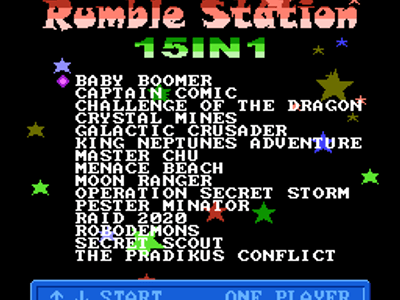 Rumble Station
15IN1
BABY BOOMER
CAPTAIN COMIC
CHALLENGE OF THE DRAGON
CRYSTAL MINES
GALACTIC CRUSADER
KING NEPTUNES ADVENTURE
MASTER CHU
MENACE BEACH
MOON RANGER
OPERATION SECRET STORM
PESTER MINATOR
RAID 2020
ROBODEMONS
SECRET SCOUT
THE PRADIKUS CONFLICT
↑ ↓ START ONE PLAYER